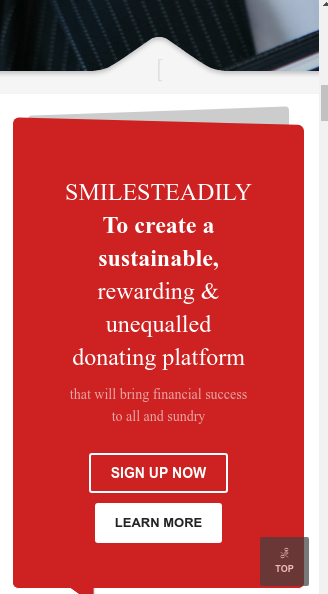 [
SMILESTEADILY
To create a
sustainable,
rewarding &
unequalled
donating platform
that will bring financial success
to all and sundry
SIGN UP NOW
LEARN MORE
TOP